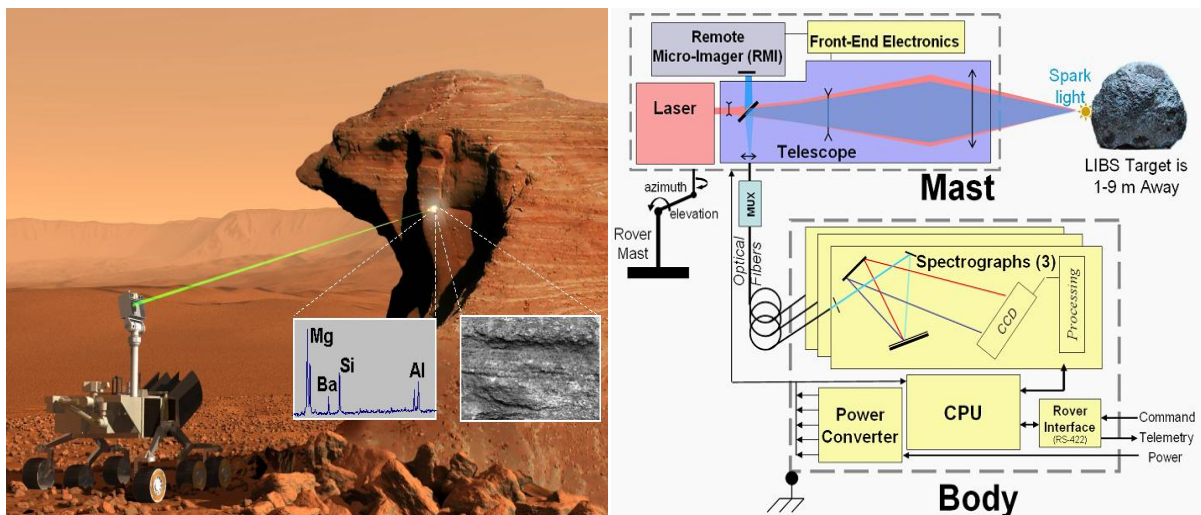 Mg
Ba
Si
Al
Remote
Micro-Imager (RMI)
Front-End Electronics
Laser
Telescope
Spark
light
LIBS Target is
1-9 m Away
Mast
azimuth
elevation
Rover
Mast
MUX
Optical
Fibers
Spectrographs (3)
CCD
Processing
Power
Converter
CPU
Rover
Interface
(RS-422)
Command
Telemetry
Power
Body